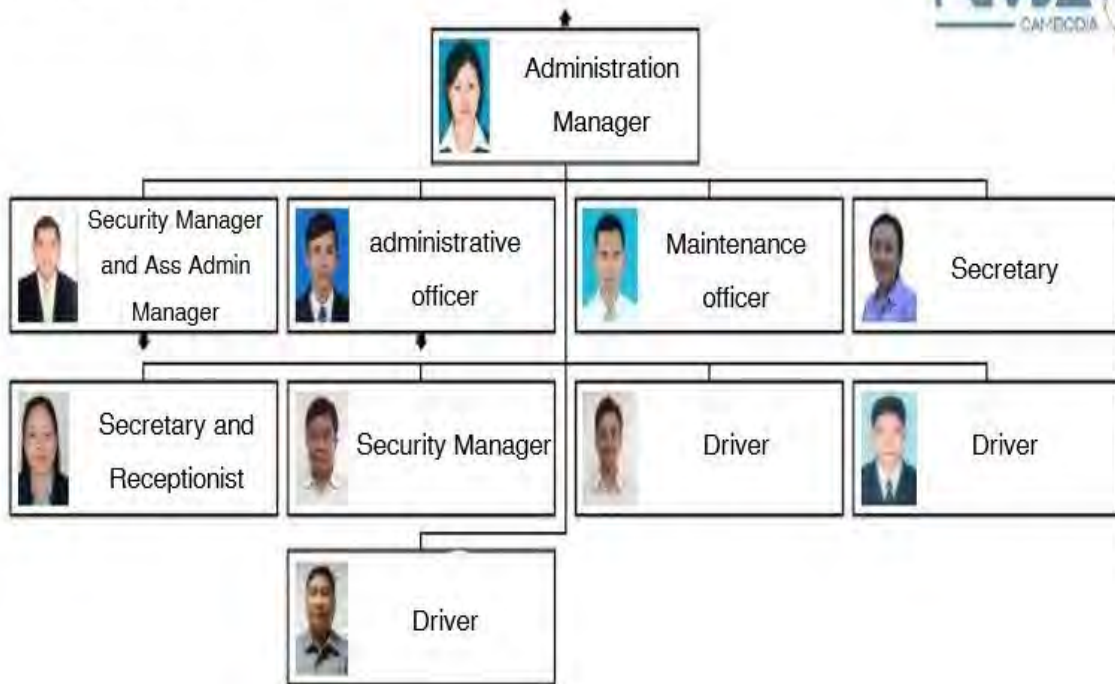 CAMBODIA
Administration
Manager
Security Manager
and Ass Admin
Manager
administrative
officer
Maintenance
officer
Secretary
Secretary and
Receptionist
Security Manager
Driver
Driver
Driver